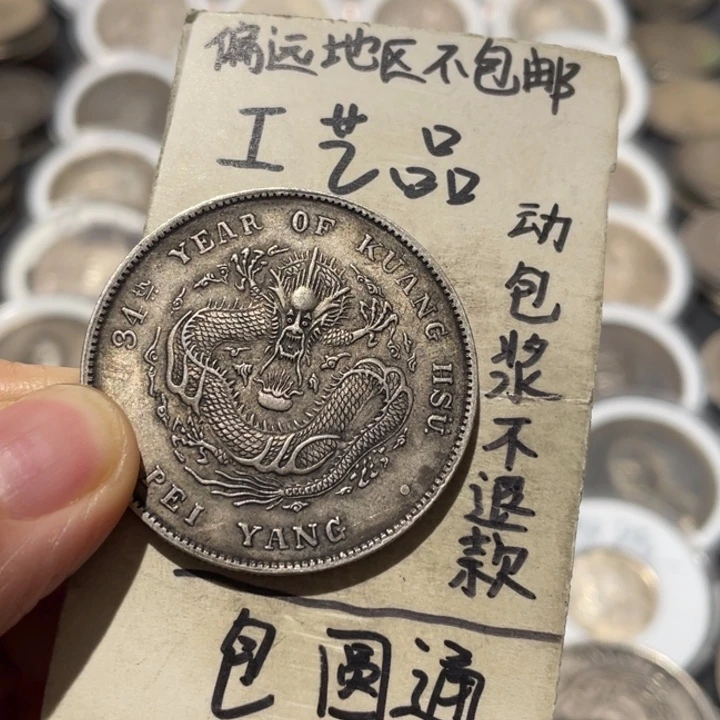 偏远地区不包邮
工艺品
动包浆不退款
包圆通
34TH YEAR OF KUANG HSU
PEI YANG